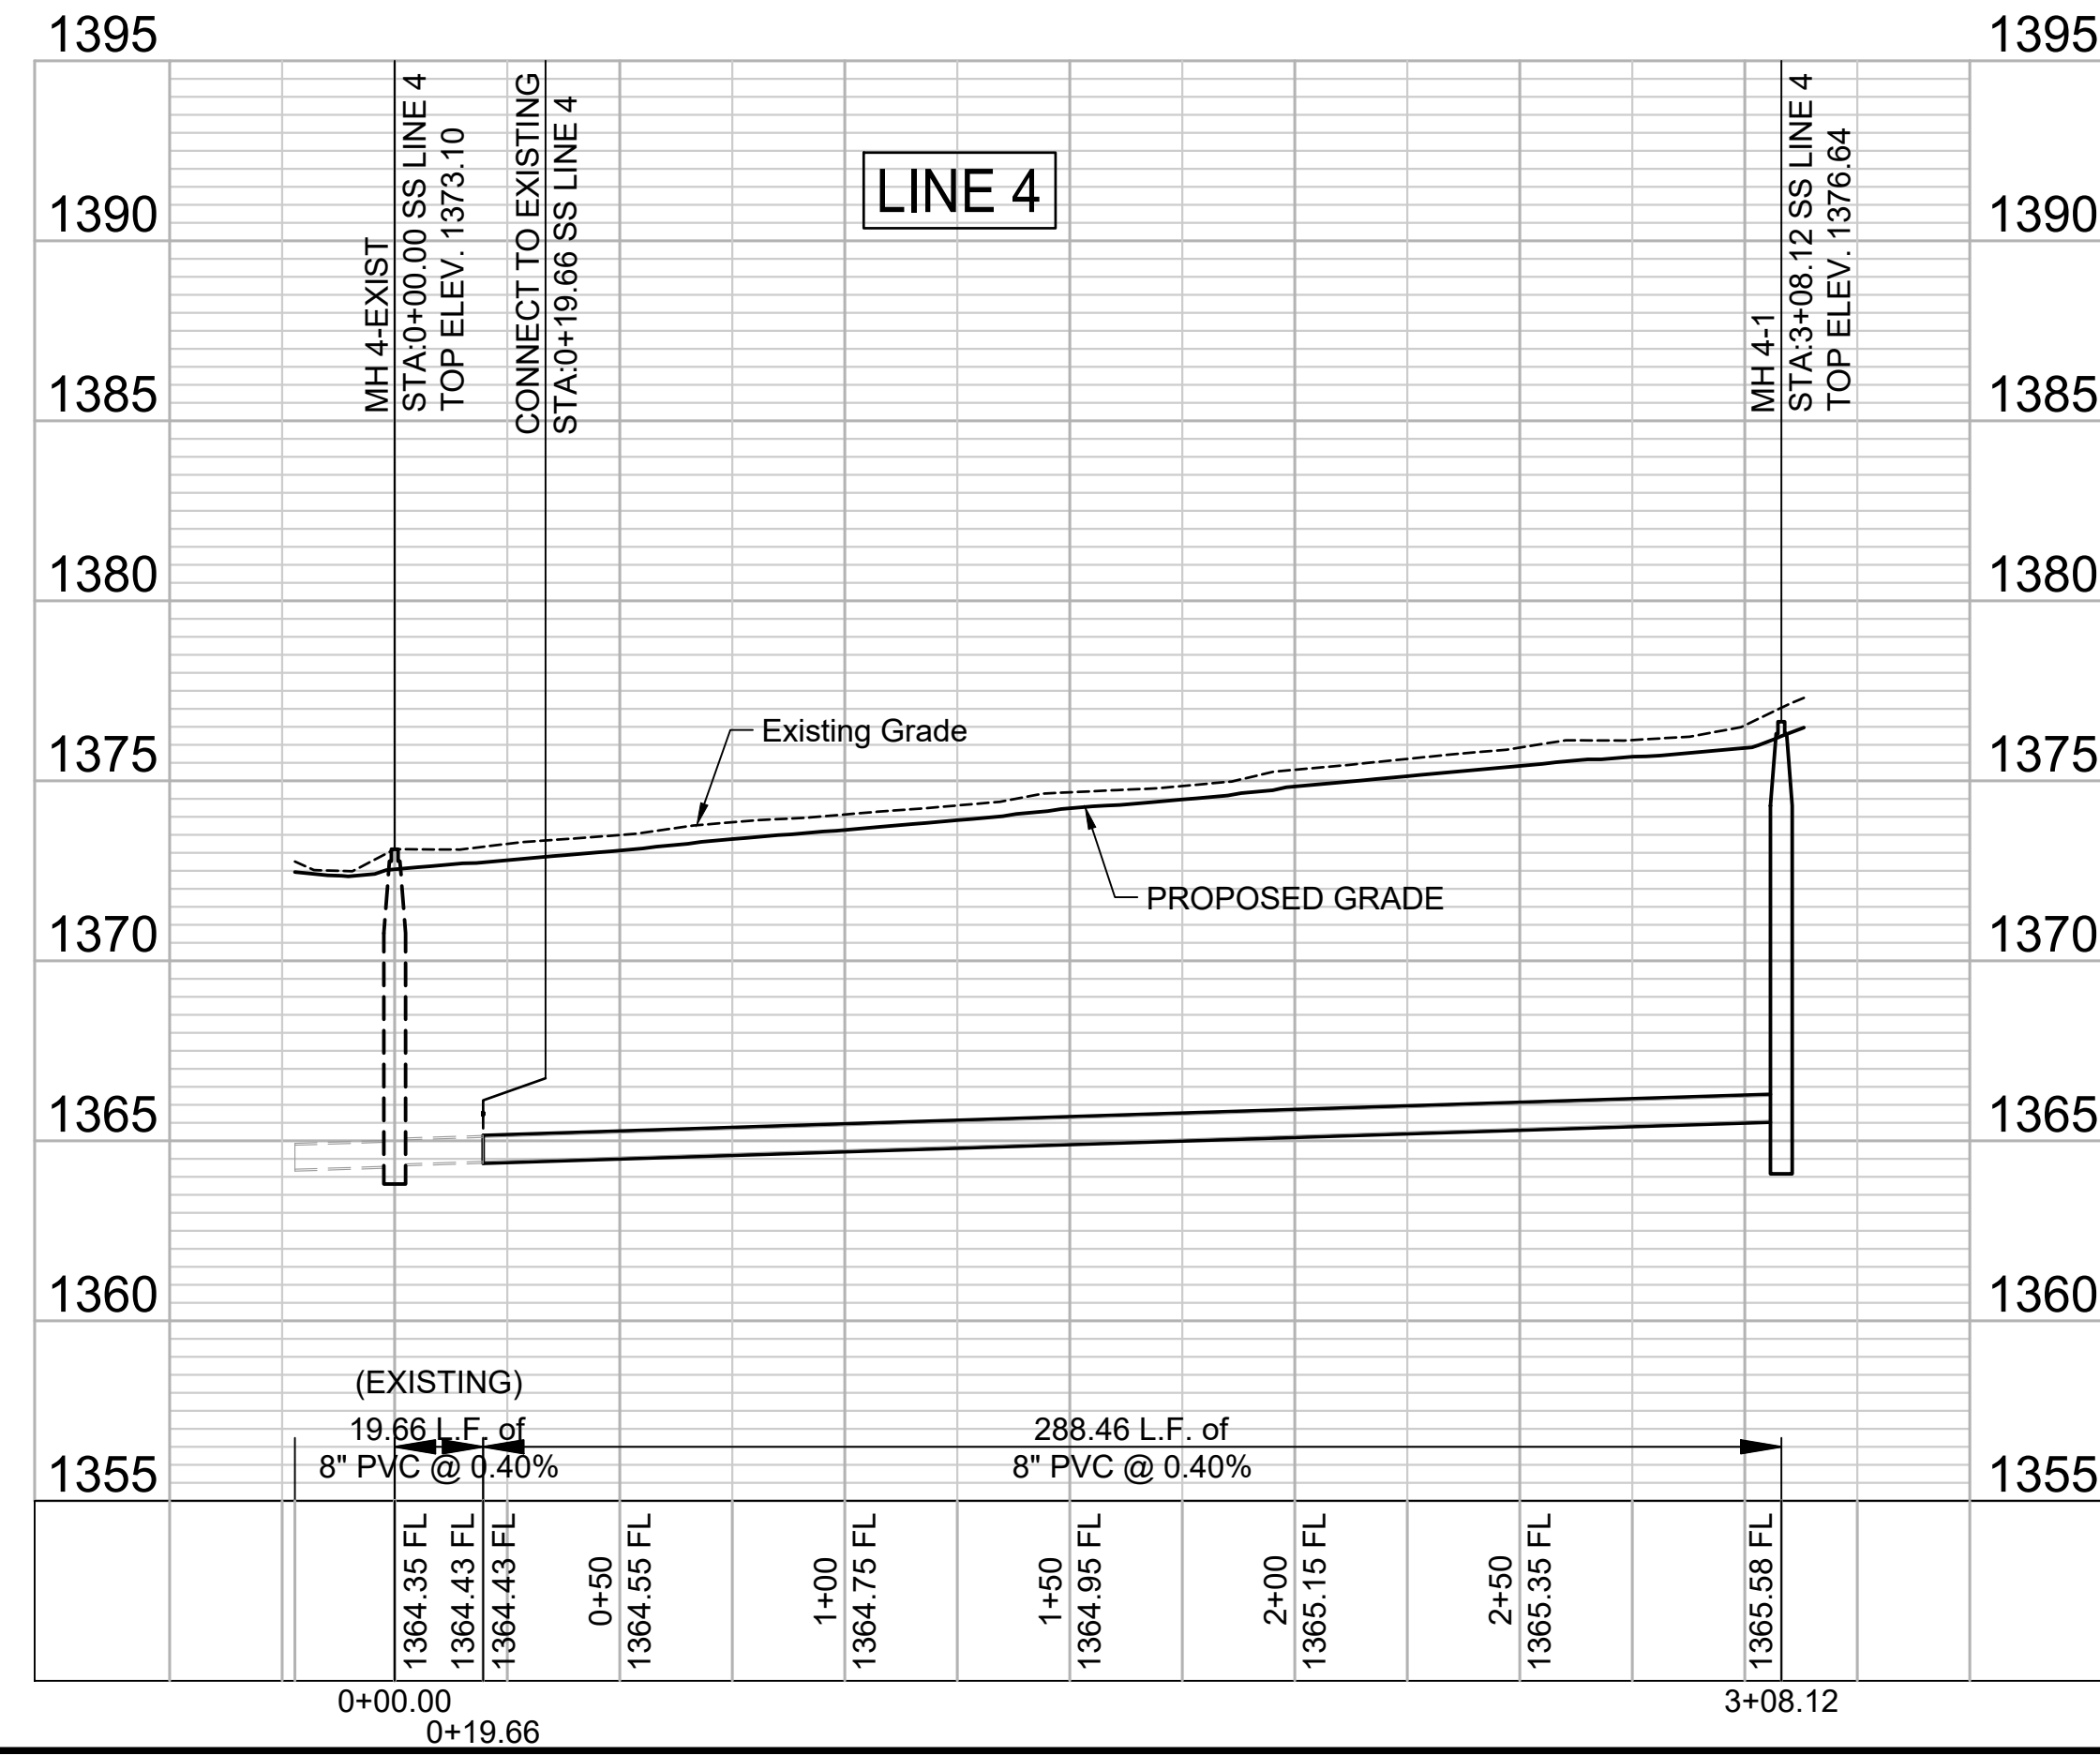 1395
1395
MH 4-EXIST
STA:0+00.00 SS LINE 4
TOP ELEV. 1373.10
CONNECT TO EXISTING
STA:0+19.66 SS LINE 4
LINE 4
MH 4-1
STA:3+08.12 SS LINE 4
TOP ELEV. 1376.64
1390
1390
1385
1385
1380
1380
Existing Grade
1375
1375
PROPOSED GRADE
1370
1370
1365
1365
1360
1360
(EXISTING)
19.66 L.F. of
8" PVC @ 0.40%
288.46 L.F. of
8" PVC @ 0.40%
1355
1355
1364.35 FL
1364.43 FL
1364.43 FL
0+50
1364.55 FL
1+00
1364.75 FL
1+50
1364.95 FL
2+00
1365.15 FL
2+50
1365.35 FL
1365.58 FL
0+00.00
0+19.66
3+08.12